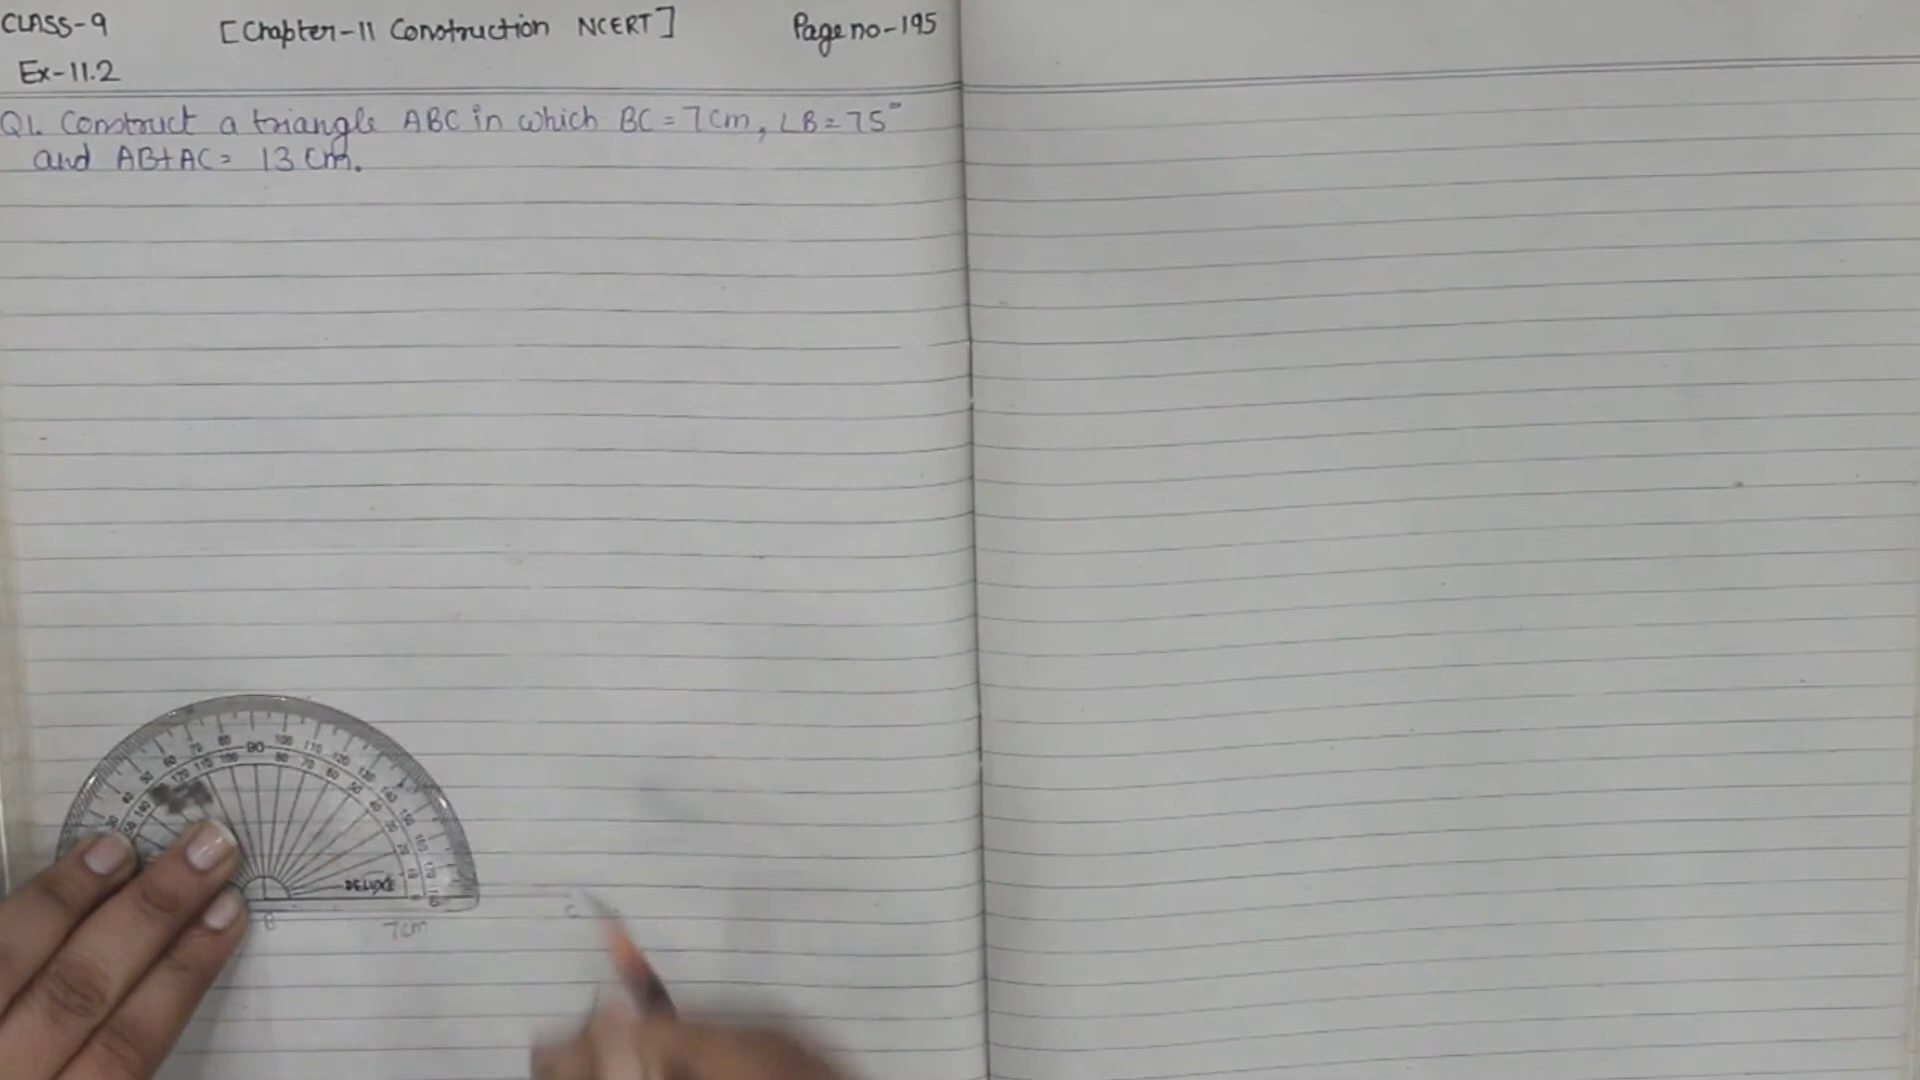 CLASS-9 [Chapter-11 Construction NCERT] Page no-195
Ex-11.2
Q1. Construct a triangle ABC in which BC = 7cm, ∠B = 75°
and AB+AC = 13 cm.
B 7cm